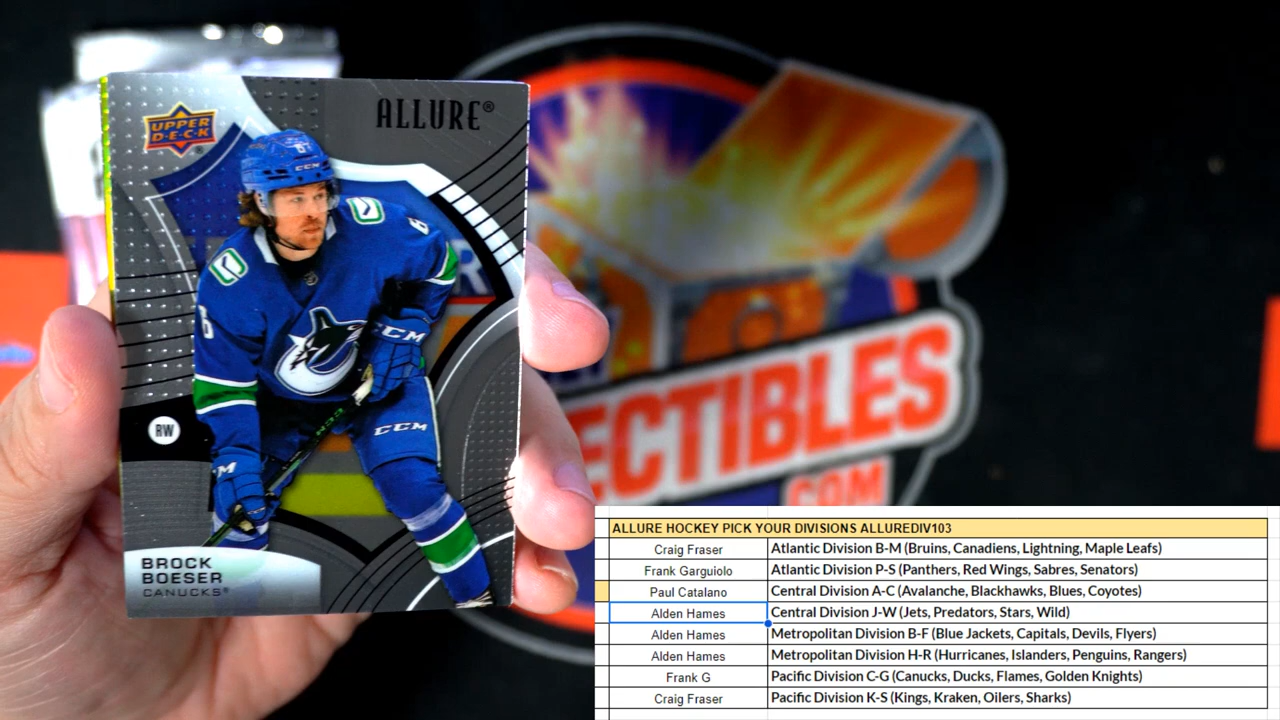 UPPER
D·E·C·K
ALLURE®
CCM
6
6
CCM
CCM
RW
BROCK
BOESER
CANUCKS®
ECTIBLES
.COM
ALLURE HOCKEY PICK YOUR DIVISIONS ALLUREDIV103
Craig Fraser Atlantic Division B-M (Bruins, Canadiens, Lightning, Maple Leafs)
Frank Garguiolo Atlantic Division P-S (Panthers, Red Wings, Sabres, Senators)
Paul Catalano Central Division A-C (Avalanche, Blackhawks, Blues, Coyotes)
Alden Hames Central Division J-W (Jets, Predators, Stars, Wild)
Alden Hames Metropolitan Division B-F (Blue Jackets, Capitals, Devils, Flyers)
Alden Hames Metropolitan Division H-R (Hurricanes, Islanders, Penguins, Rangers)
Frank G Pacific Division C-G (Canucks, Ducks, Flames, Golden Knights)
Craig Fraser Pacific Division K-S (Kings, Kraken, Oilers, Sharks)